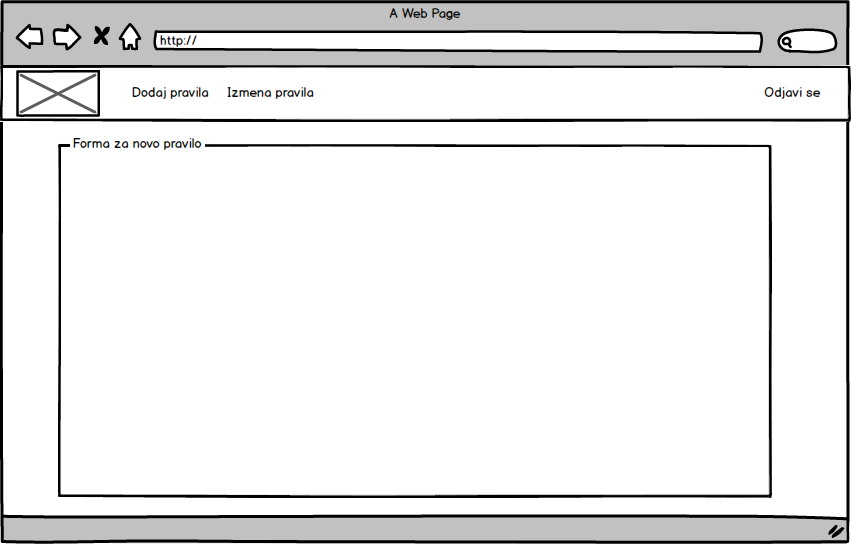 A Web Page
http://
Dodaj pravila Izmena pravila Odjavi se
Forma za novo pravilo